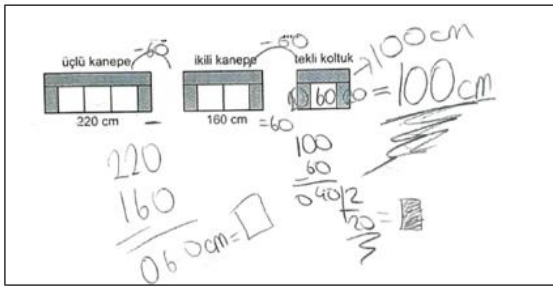 -60 -60
üçlü kanepe ikili kanepe tekli koltuk → 100cm
60 = 100cm
220 cm 160 cm =60
220
160
060cm=
100
60
040|2
20=